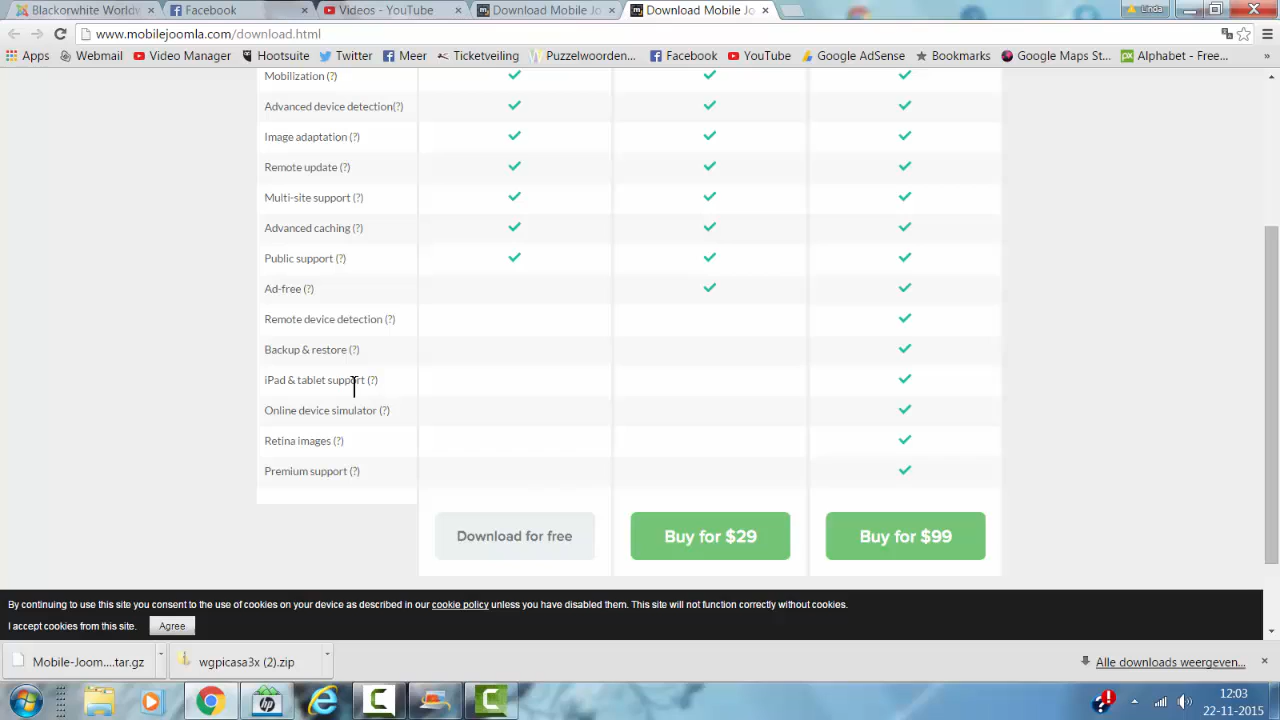 Blackorwhite Worldw
Facebook
Videos - YouTube
Download Mobile Jo
Download Mobile Jo
Linda
www.mobilejoomla.com/download.html
Apps
Webmail
Video Manager
Hootsuite
Twitter
Meer
Ticketveiling
Puzzelwoorden...
Facebook
YouTube
Google AdSense
Bookmarks
Google Maps St...
Alphabet - Free...
»
Mobilization (?)
Advanced device detection(?)
Image adaptation (?)
Remote update (?)
Multi-site support (?)
Advanced caching (?)
Public support (?)
Ad-free (?)
Remote device detection (?)
Backup & restore (?)
iPad & tablet support (?)
Online device simulator (?)
Retina images (?)
Premium support (?)
Download for free
Buy for $29
Buy for $99
By continuing to use this site you consent to the use of cookies on your device as described in our cookie policy unless you have disabled them. This site will not function correctly without cookies.
I accept cookies from this site.
Agree
Mobile-Joom....tar.gz
wgpicasa3x (2).zip
Alle downloads weergeven...
12:03
22-11-2015